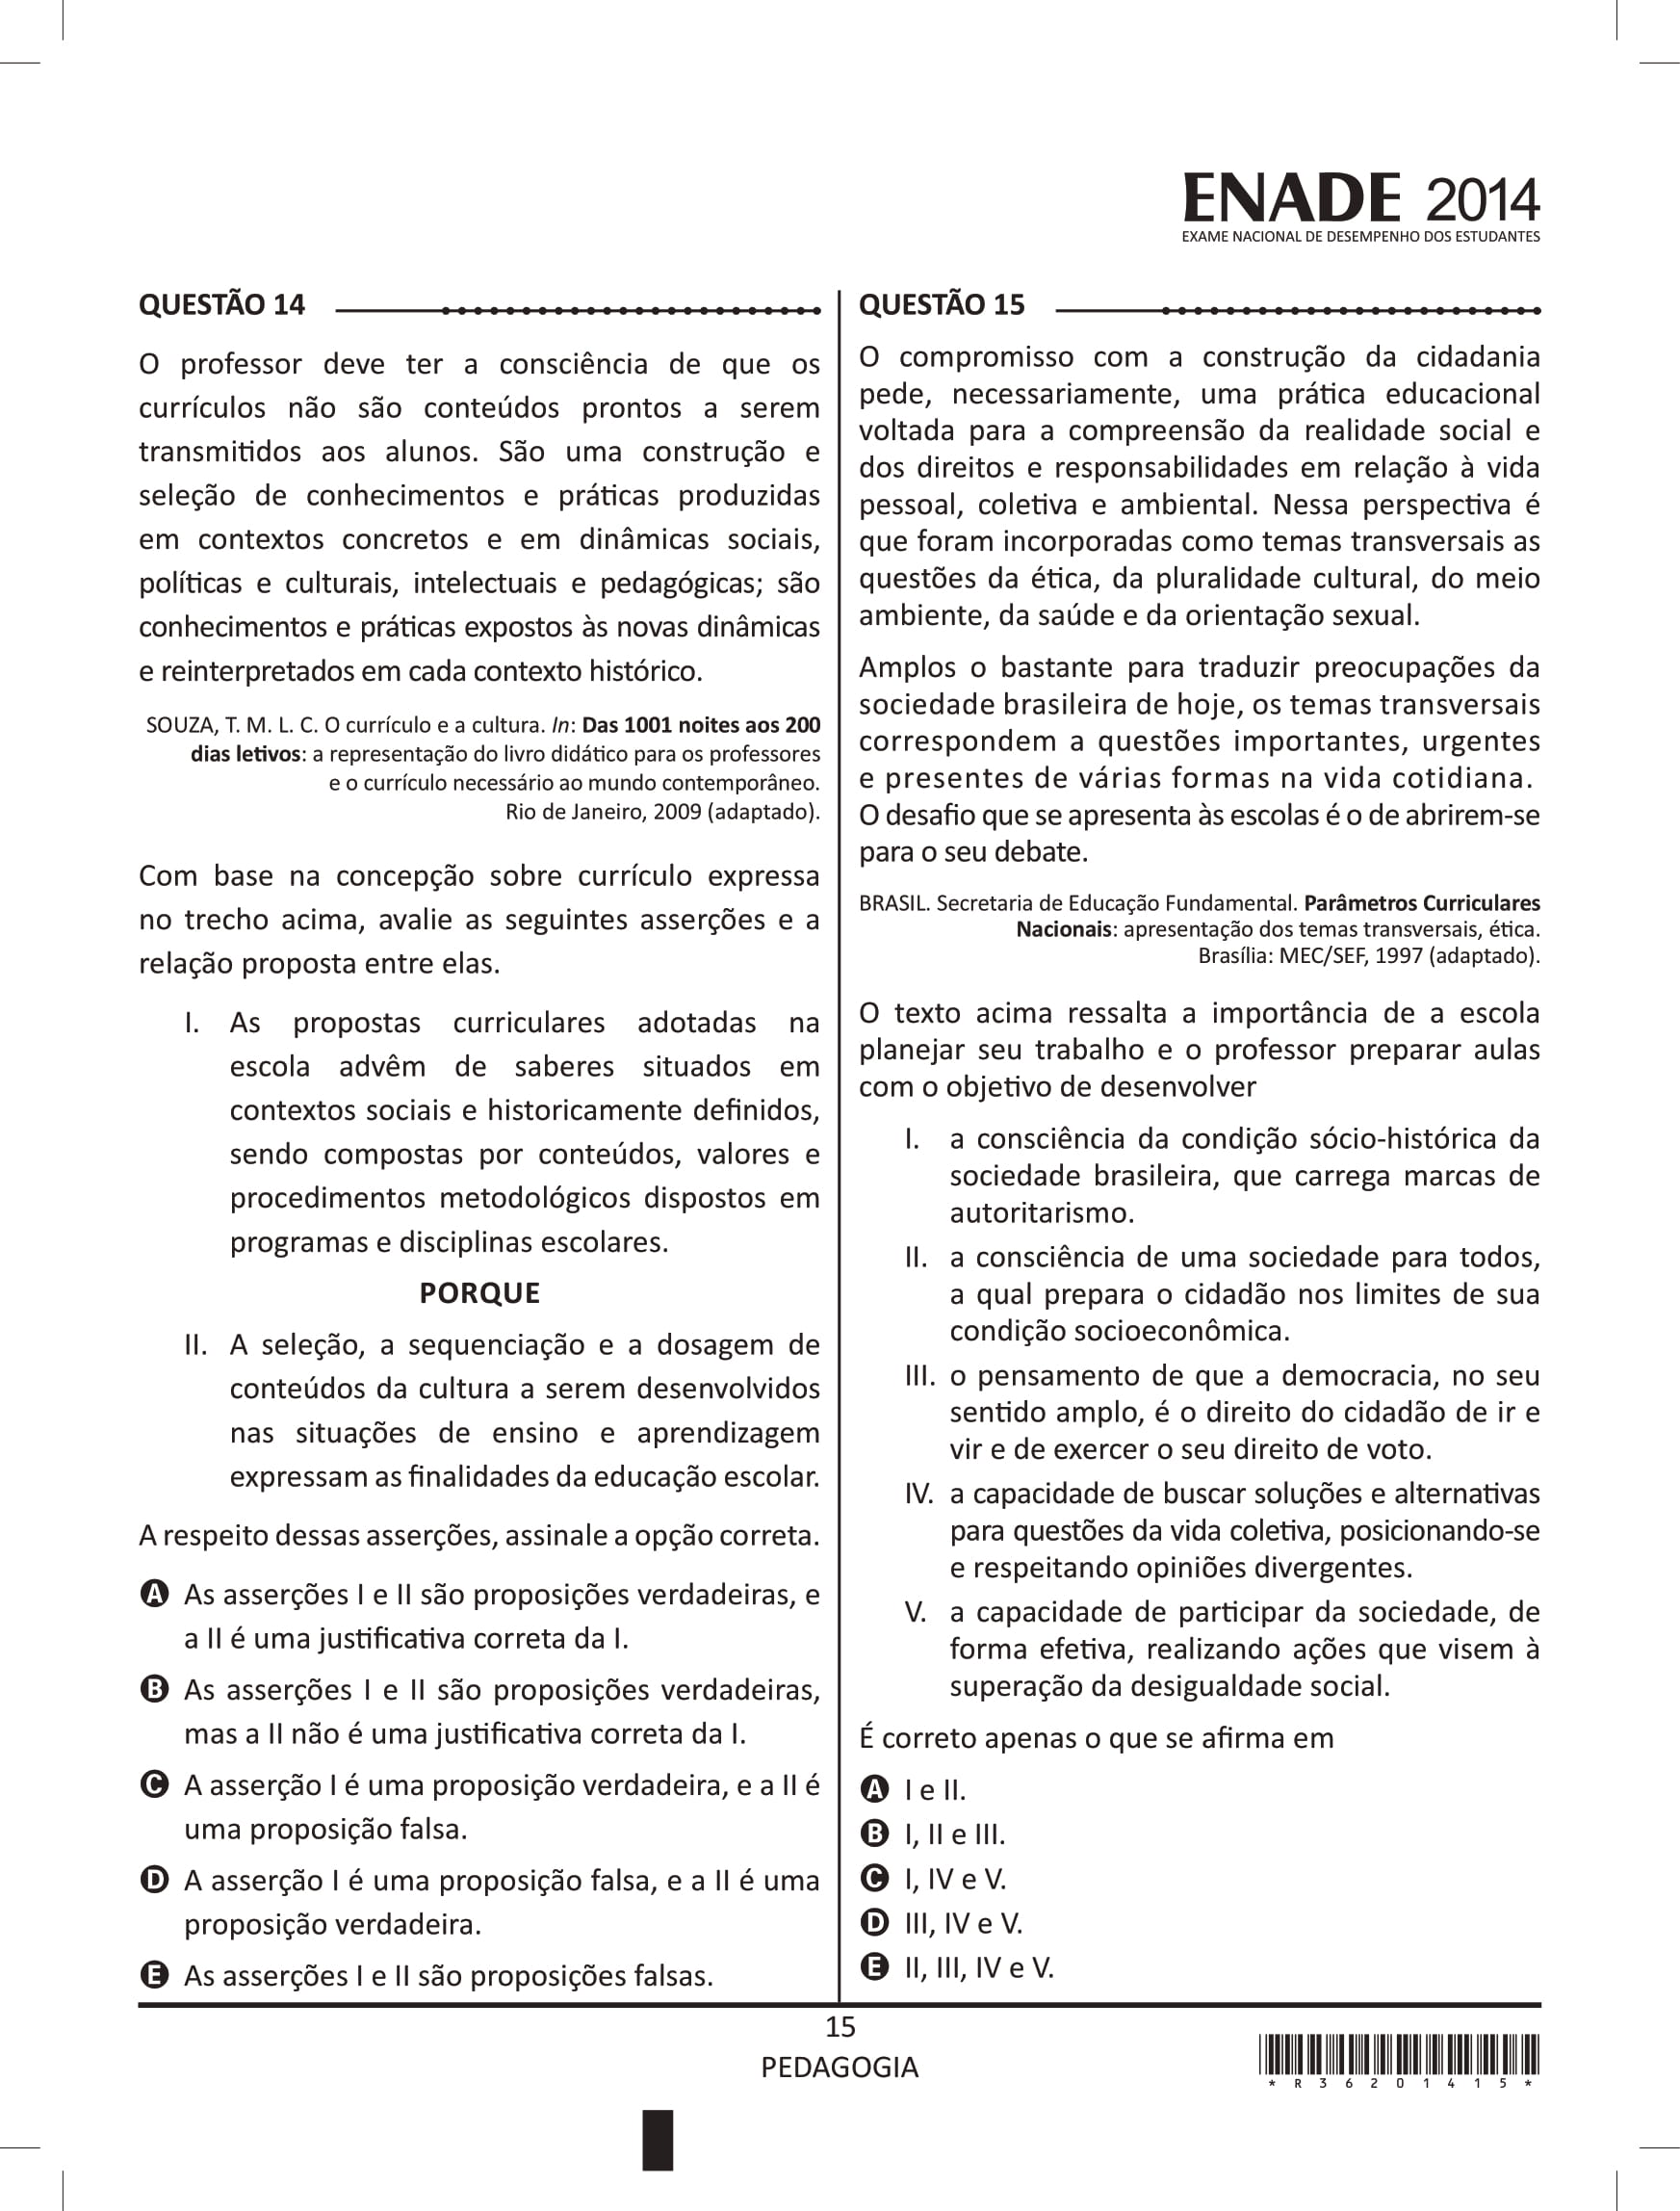 ENADE 2014
EXAME NACIONAL DE DESEMPENHO DOS ESTUDANTES
QUESTÃO 14
O professor deve ter a consciência de que os
currículos não são conteúdos prontos a serem
transmitidos aos alunos. São uma construção e
seleção de conhecimentos e práticas produzidas
em contextos concretos e em dinâmicas sociais,
políticas e culturais, intelectuais e pedagógicas; são
conhecimentos e práticas expostos às novas dinâmicas
e reinterpretados em cada contexto histórico.
SOUZA, T. M. L. C. O currículo e a cultura. In: Das 1001 noites aos 200
dias letivos: a representação do livro didático para os professores
e o currículo necessário ao mundo contemporâneo.
Rio de Janeiro, 2009 (adaptado).
Com base na concepção sobre currículo expressa
no trecho acima, avalie as seguintes asserções e a
relação proposta entre elas.
I. As propostas curriculares adotadas na
escola advêm de saberes situados em
contextos sociais e historicamente definidos,
sendo compostas por conteúdos, valores e
procedimentos metodológicos dispostos em
programas e disciplinas escolares.
PORQUE
II. A seleção, a sequenciação e a dosagem de
conteúdos da cultura a serem desenvolvidos
nas situações de ensino e aprendizagem
expressam as finalidades da educação escolar.
A respeito dessas asserções, assinale a opção correta.
A As asserções I e II são proposições verdadeiras, e
a II é uma justificativa correta da I.
B As asserções I e II são proposições verdadeiras,
mas a II não é uma justificativa correta da I.
C A asserção I é uma proposição verdadeira, e a II é
uma proposição falsa.
D A asserção I é uma proposição falsa, e a II é uma
proposição verdadeira.
E As asserções I e II são proposições falsas.
QUESTÃO 15
O compromisso com a construção da cidadania
pede, necessariamente, uma prática educacional
voltada para a compreensão da realidade social e
dos direitos e responsabilidades em relação à vida
pessoal, coletiva e ambiental. Nessa perspectiva é
que foram incorporadas como temas transversais as
questões da ética, da pluralidade cultural, do meio
ambiente, da saúde e da orientação sexual.
Amplos o bastante para traduzir preocupações da
sociedade brasileira de hoje, os temas transversais
correspondem a questões importantes, urgentes
e presentes de várias formas na vida cotidiana.
O desafio que se apresenta às escolas é o de abrirem-se
para o seu debate.
BRASIL. Secretaria de Educação Fundamental. Parâmetros Curriculares
Nacionais: apresentação dos temas transversais, ética.
Brasília: MEC/SEF, 1997 (adaptado).
O texto acima ressalta a importância de a escola
planejar seu trabalho e o professor preparar aulas
com o objetivo de desenvolver
I. a consciência da condição sócio-histórica da
sociedade brasileira, que carrega marcas de
autoritarismo.
II. a consciência de uma sociedade para todos,
a qual prepara o cidadão nos limites de sua
condição socioeconômica.
III. o pensamento de que a democracia, no seu
sentido amplo, é o direito do cidadão de ir e
vir e de exercer o seu direito de voto.
IV. a capacidade de buscar soluções e alternativas
para questões da vida coletiva, posicionando-se
e respeitando opiniões divergentes.
V. a capacidade de participar da sociedade, de
forma efetiva, realizando ações que visem à
superação da desigualdade social.
É correto apenas o que se afirma em
A I e II.
B I, II e III.
C I, IV e V.
D III, IV e V.
E II, III, IV e V.
15
PEDAGOGIA
* R 3 6 2 0 1 4 1 5 *